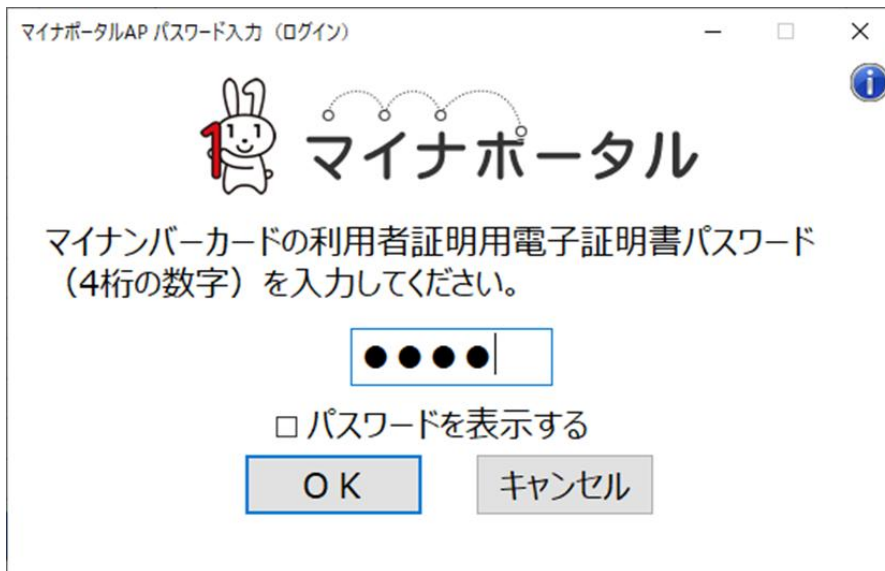 マイナポータルAP パスワード入力（ログイン）
マイナポータル
マイナンバーカードの利用者証明用電子証明書パスワード
（4桁の数字）を入力してください。
●●●●
パスワードを表示する
ＯＫ
キャンセル